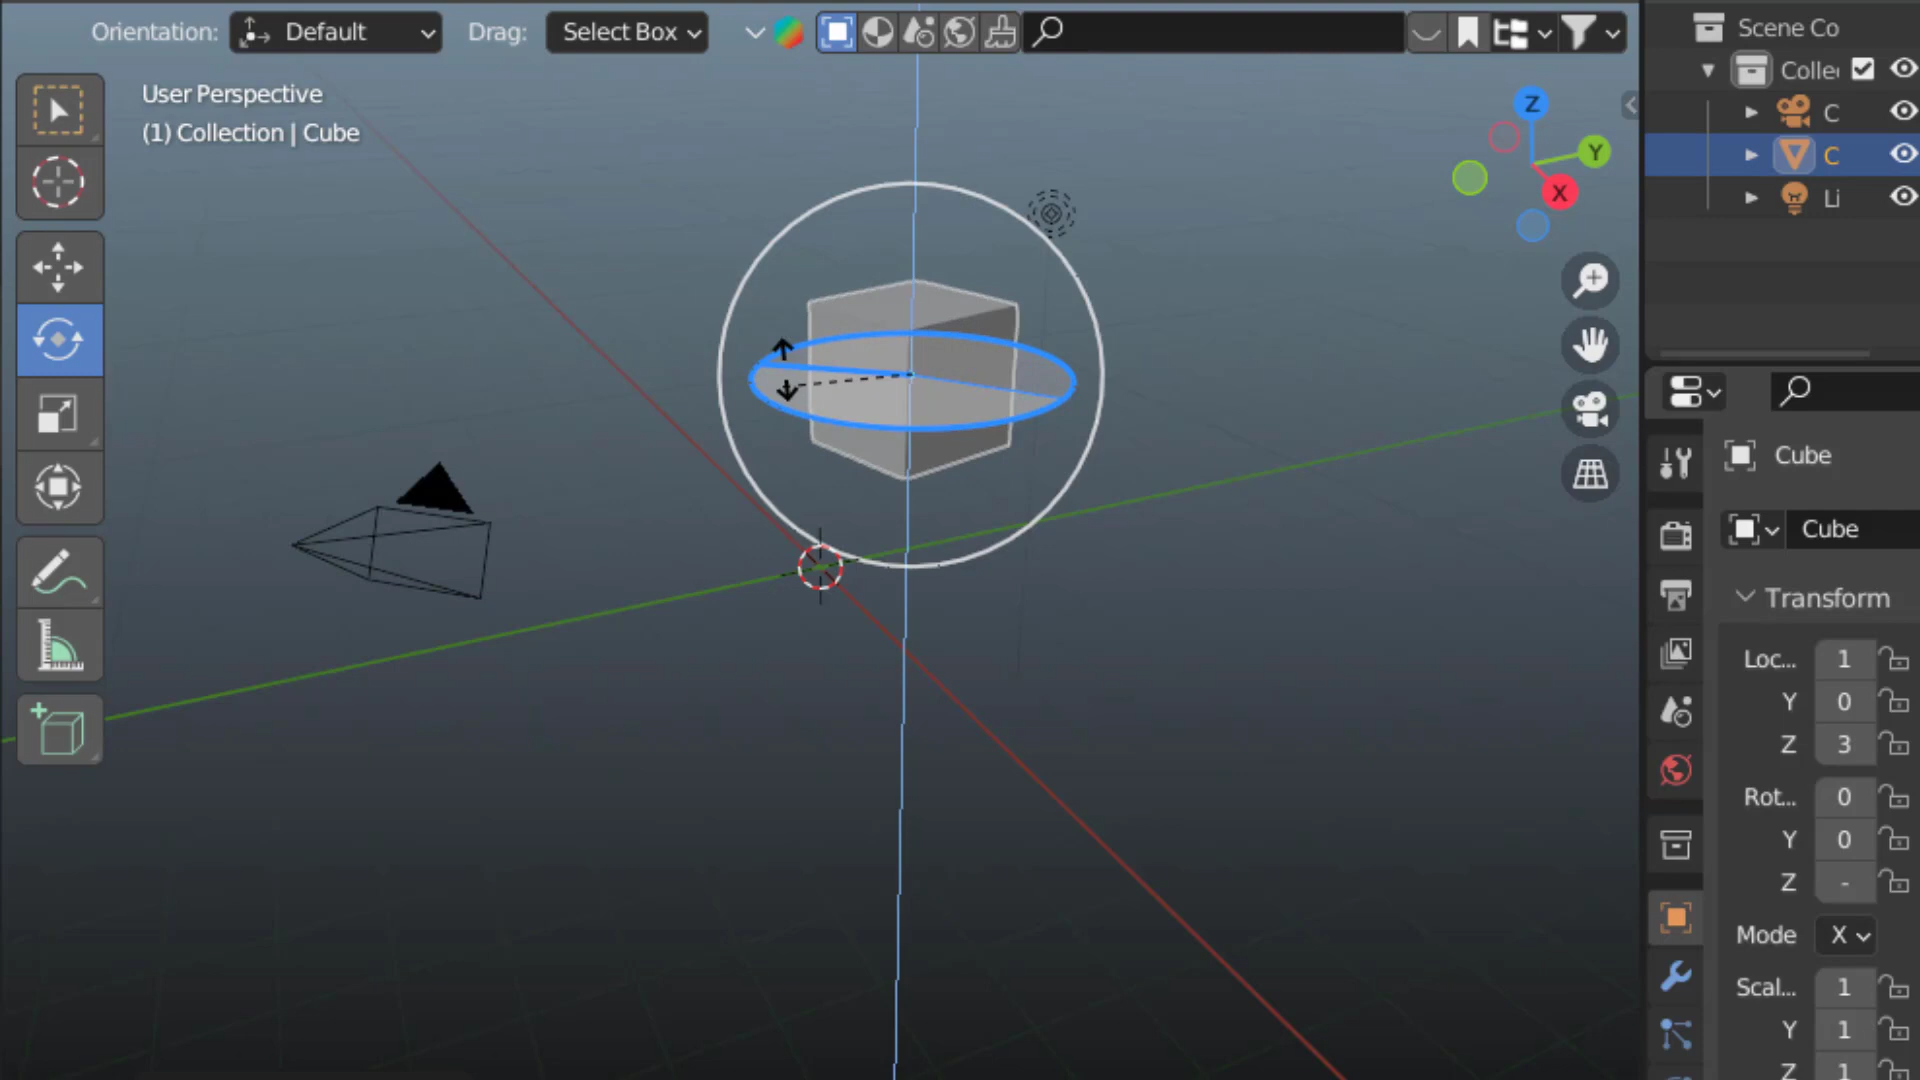 Orientation: Default Drag: Select Box
User Perspective
(1) Collection | Cube
Z
Y
X
Scene Co
Collec
C
C
Li
Cube
Cube
Transform
Loc... 1
Y 0
Z 3
Rot... 0
Y 0
Z -
Mode X
Scal... 1
Y 1
Z 1